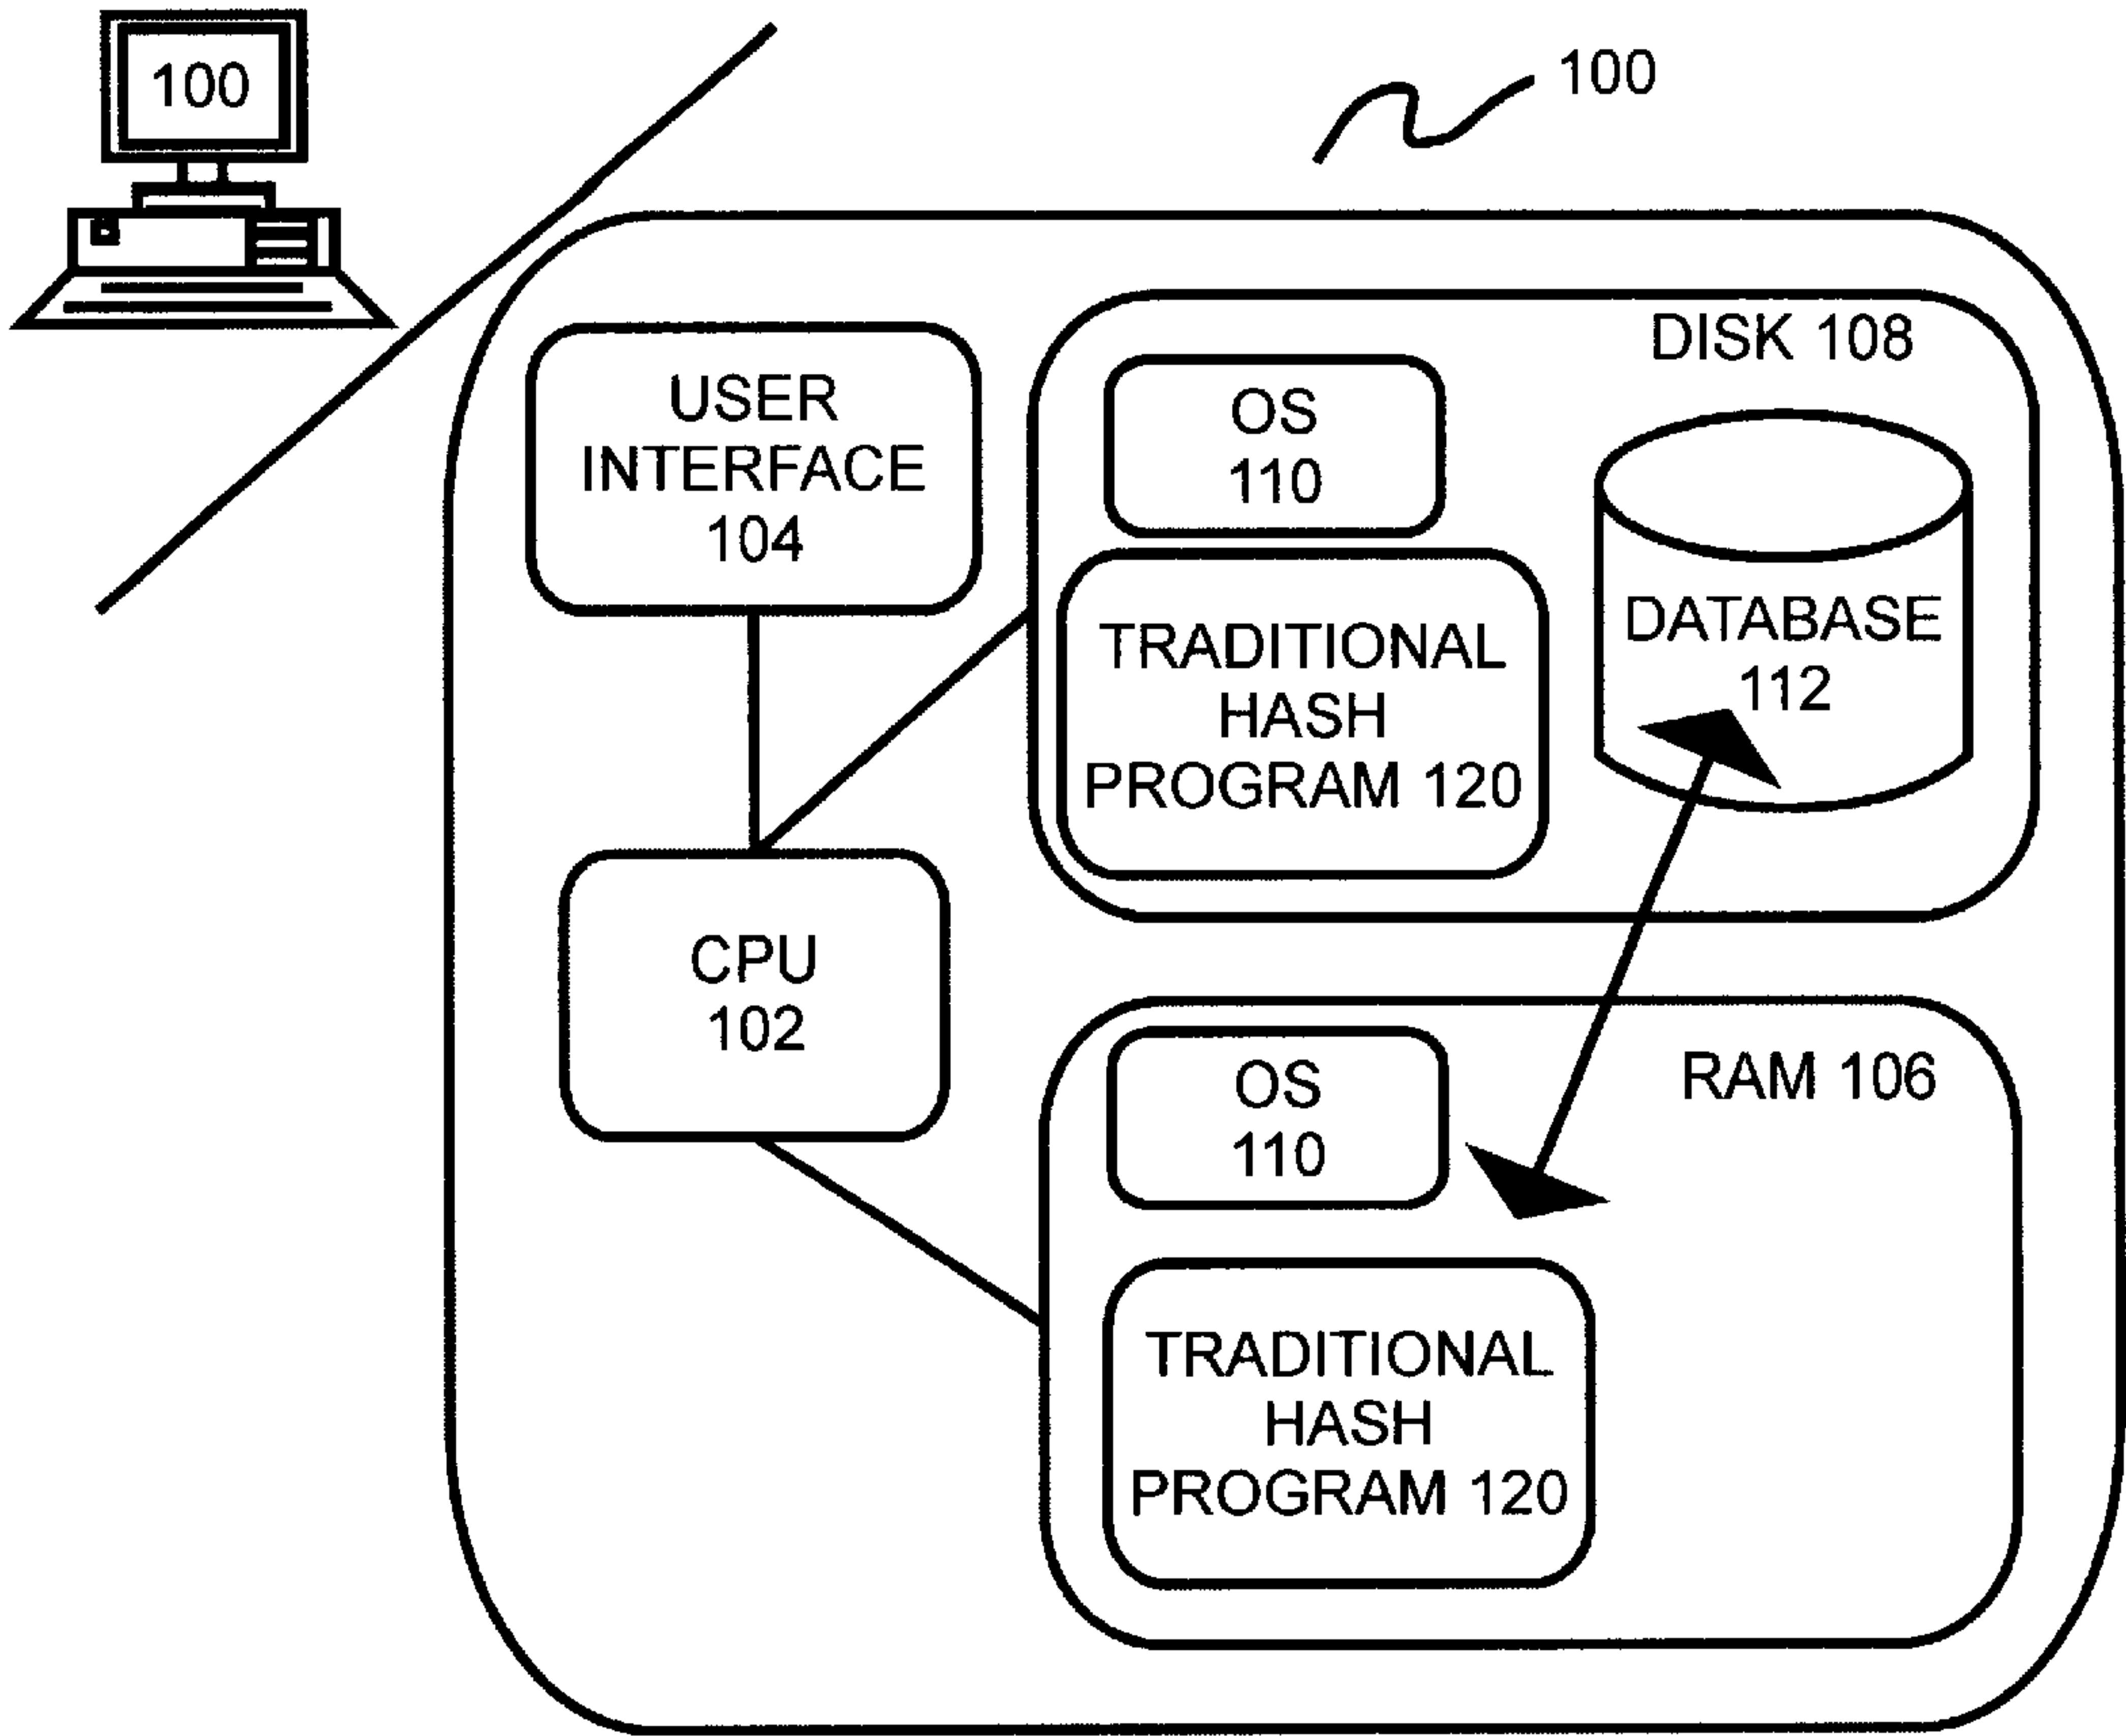 100
100
USER
INTERFACE
104
DISK 108
OS
110
TRADITIONAL
HASH
PROGRAM 120
DATABASE
112
CPU
102
RAM 106
OS
110
TRADITIONAL
HASH
PROGRAM 120